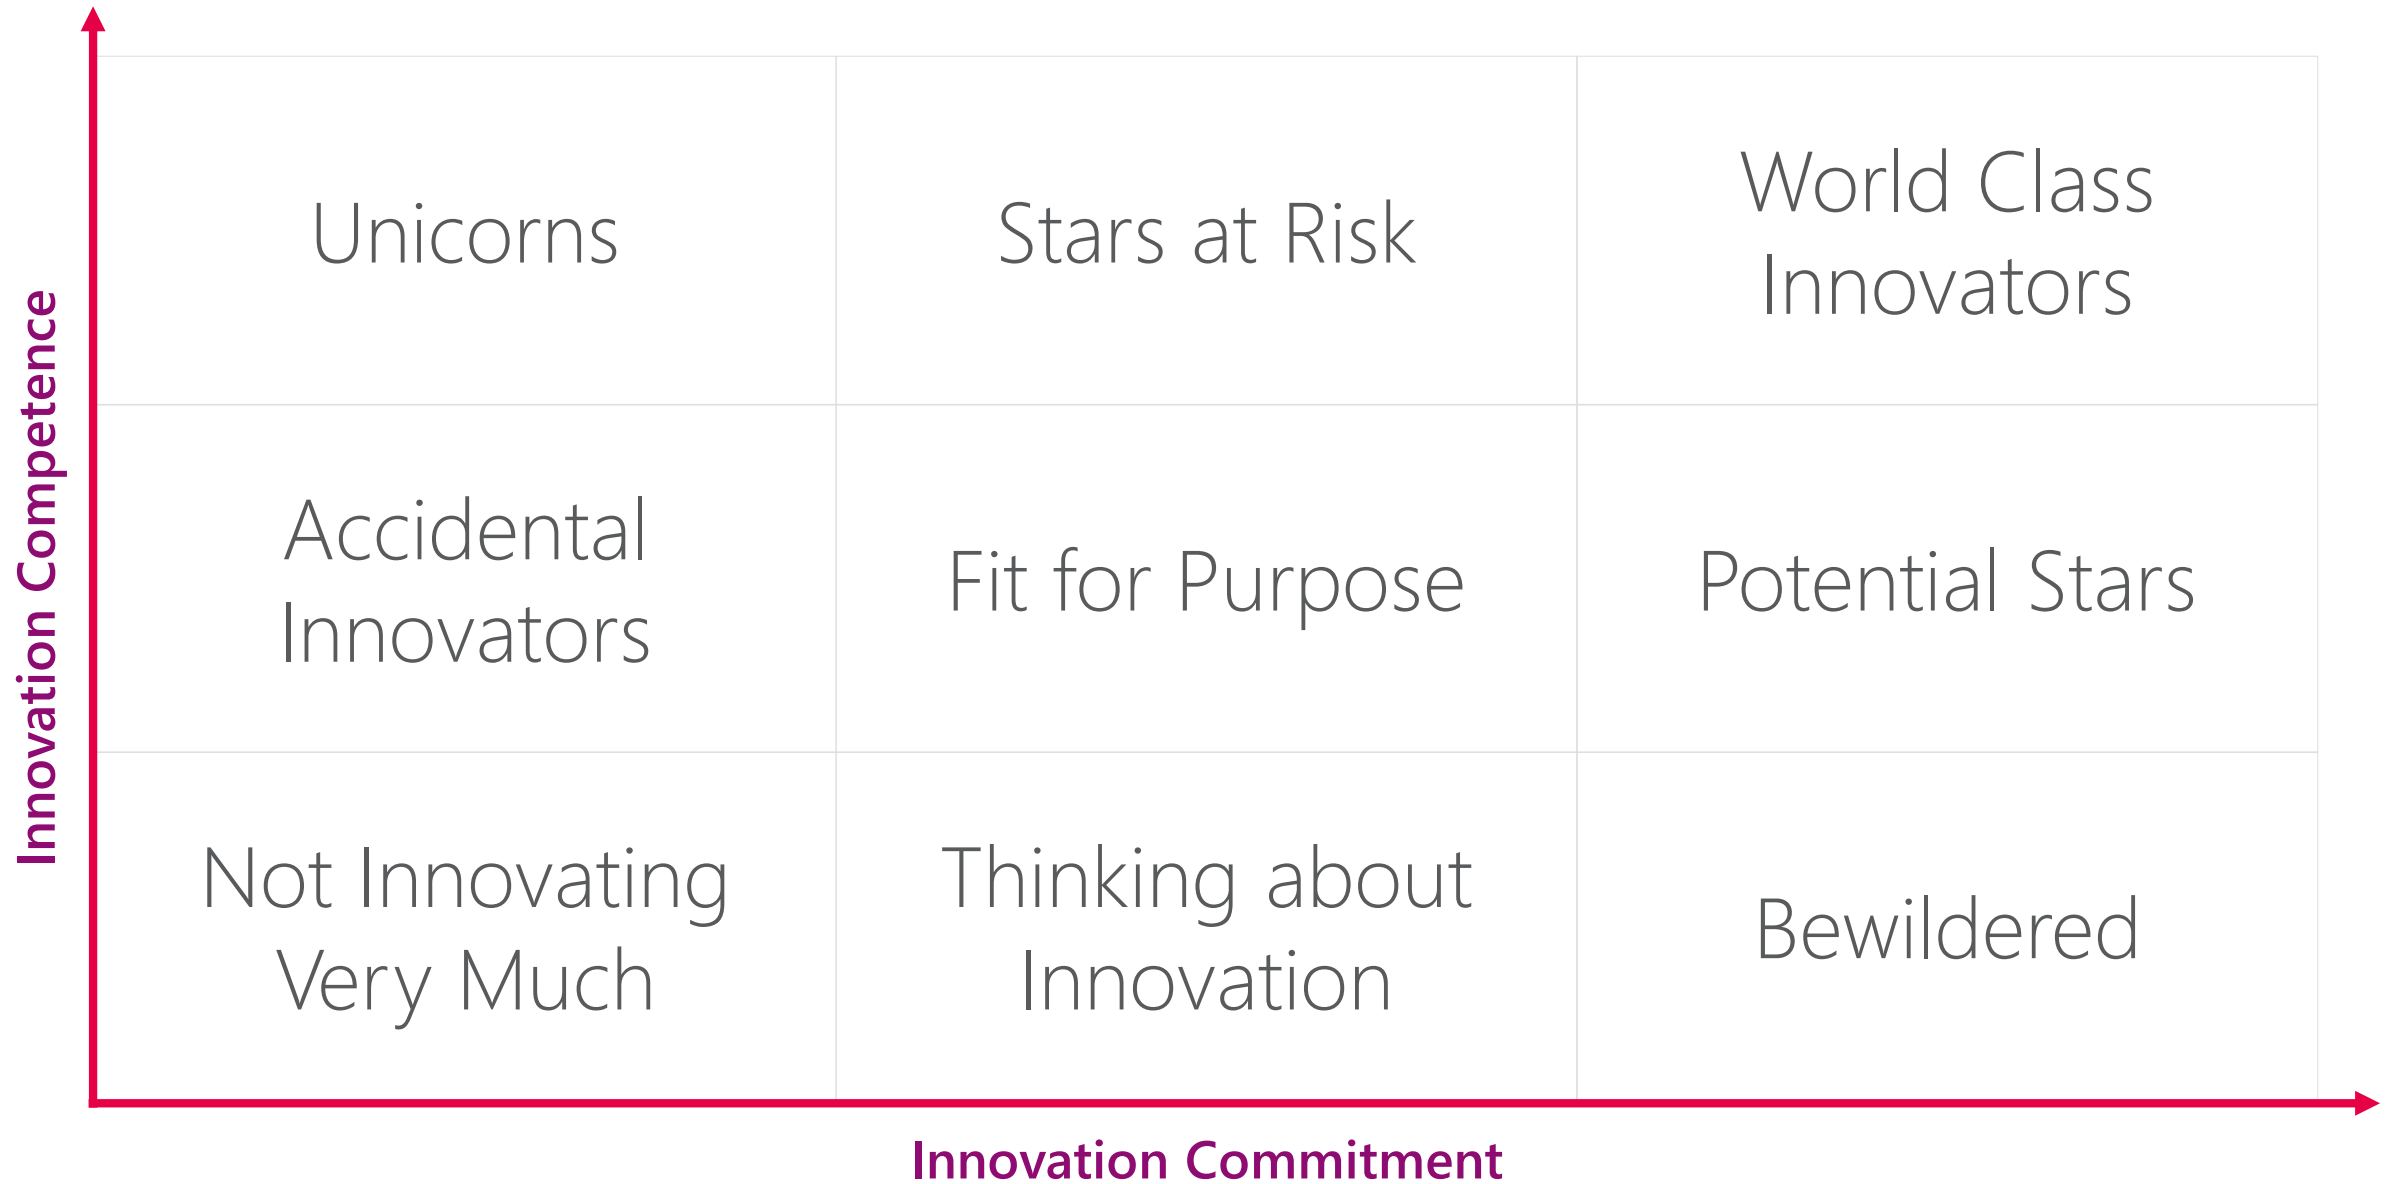 Unicorns
Stars at Risk
World Class
Innovators
Accidental
Innovators
Fit for Purpose
Potential Stars
Not Innovating
Very Much
Thinking about
Innovation
Bewildered
Innovation Competence
Innovation Commitment